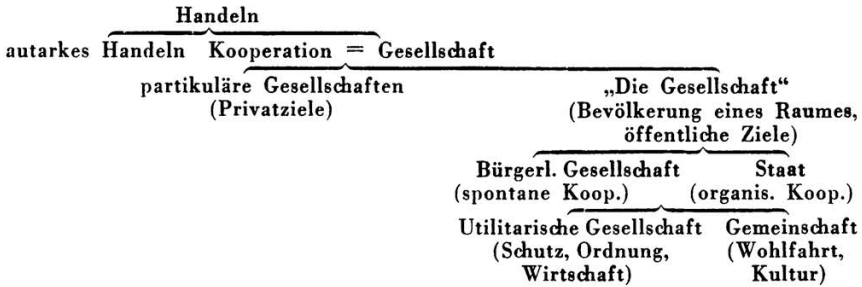 Handeln
autarkes Handeln Kooperation = Gesellschaft
partikuläre Gesellschaften „Die Gesellschaft“
(Privatziele) (Bevölkerung eines Raumes,
öffentliche Ziele)
Bürgerl. Gesellschaft Staat
(spontane Koop.) (organis. Koop.)
Utilitarische Gesellschaft Gemeinschaft
(Schutz, Ordnung, (Wohlfahrt,
Wirtschaft) Kultur)